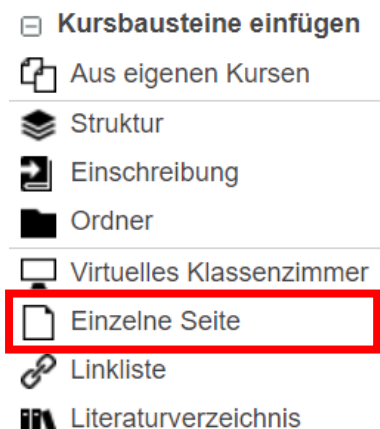 Kursbausteine einfügen
Aus eigenen Kursen
Struktur
Einschreibung
Ordner
Virtuelles Klassenzimmer
Einzelne Seite
Linkliste
Literaturverzeichnis